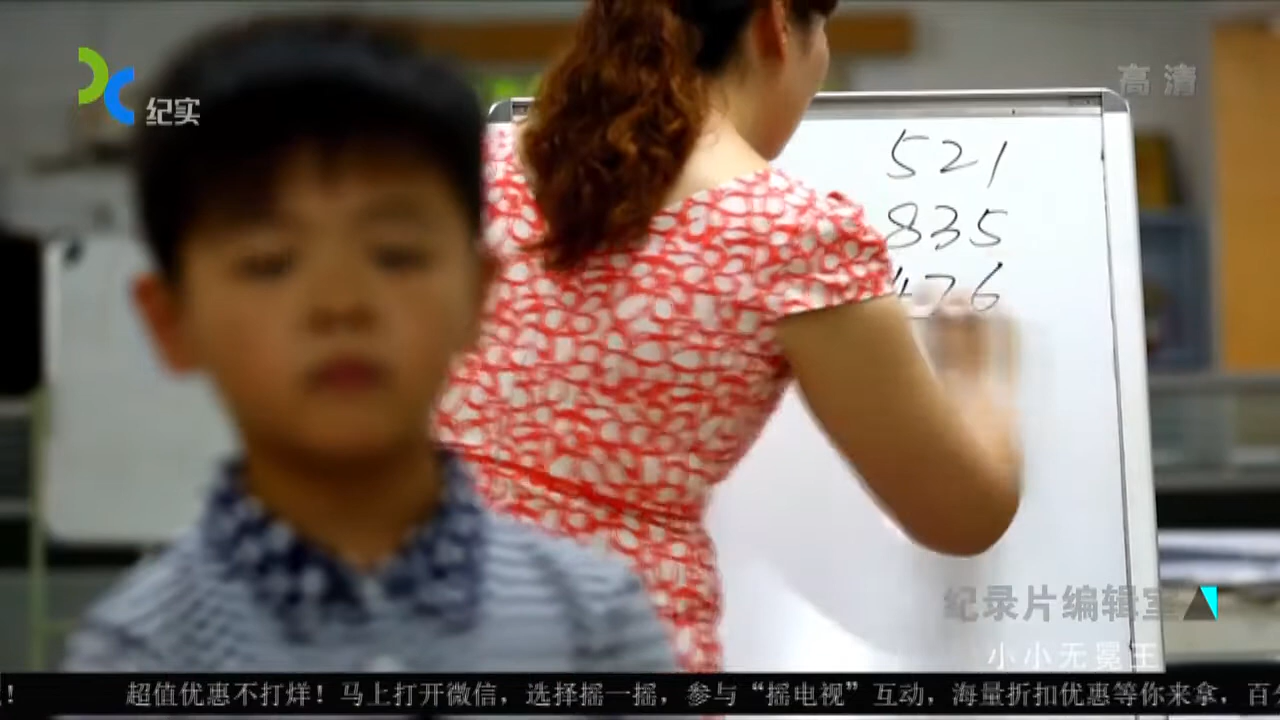 纪实
高清
521
835
476
纪录片编辑室
小小无冕王
! 超值优惠不打烊！马上打开微信，选择摇一摇，参与“摇电视”互动，海量折扣优惠等你来拿，百